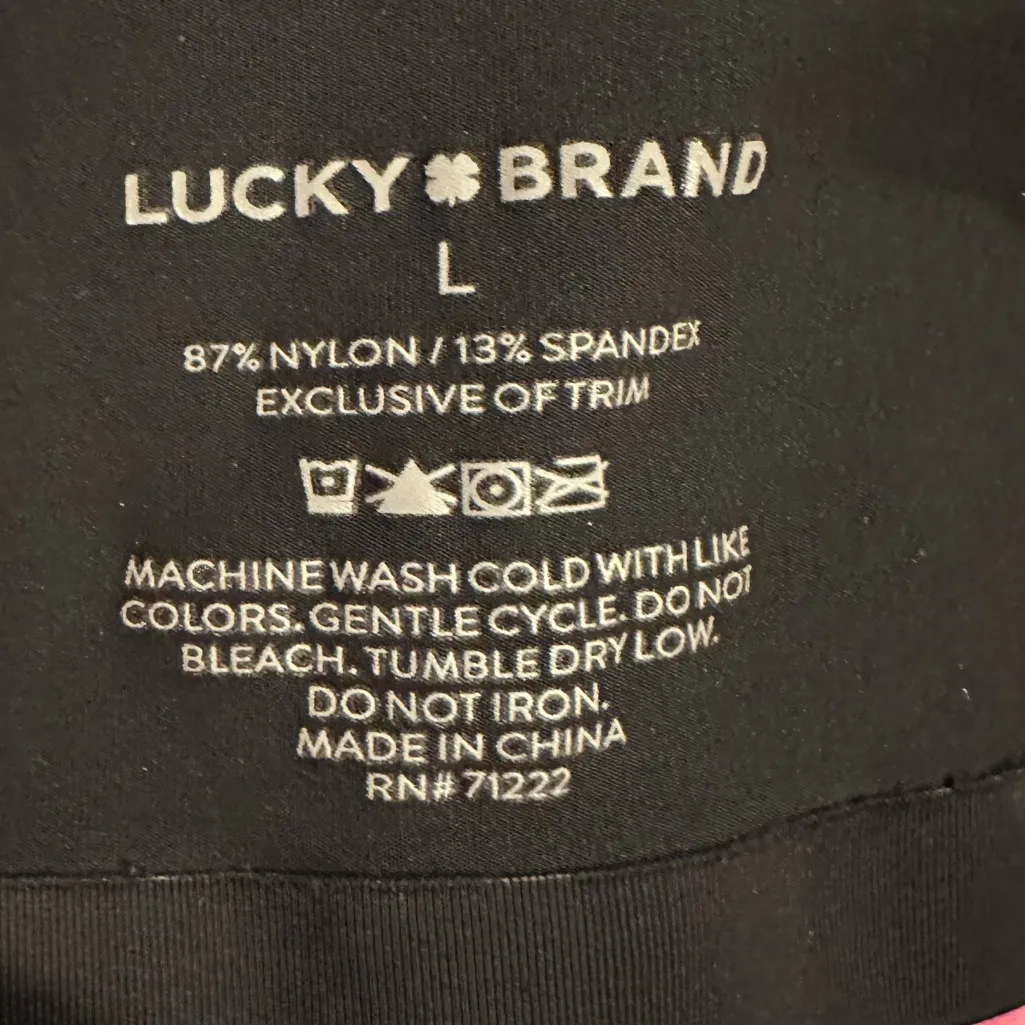 LUCKY BRAND
L
87% NYLON / 13% SPANDEX
EXCLUSIVE OF TRIM
MACHINE WASH COLD WITH LIKE
COLORS. GENTLE CYCLE. DO NOT
BLEACH. TUMBLE DRY LOW.
DO NOT IRON.
MADE IN CHINA
RN# 71222